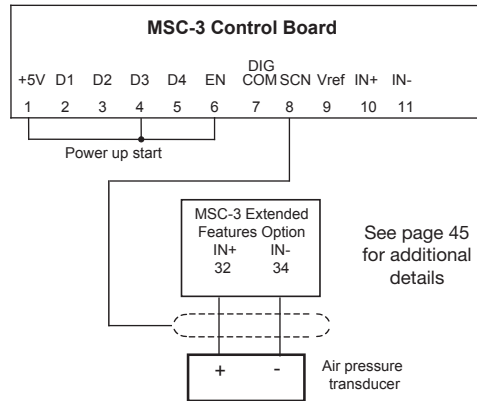 MSC-3 Control Board
DIG
+5V D1 D2 D3 D4 EN COM SCN Vref IN+ IN-
1 2 3 4 5 6 7 8 9 10 11
Power up start
MSC-3 Extended
Features Option
IN+ IN-
32 34
See page 45
for additional
details
+ -
Air pressure
transducer